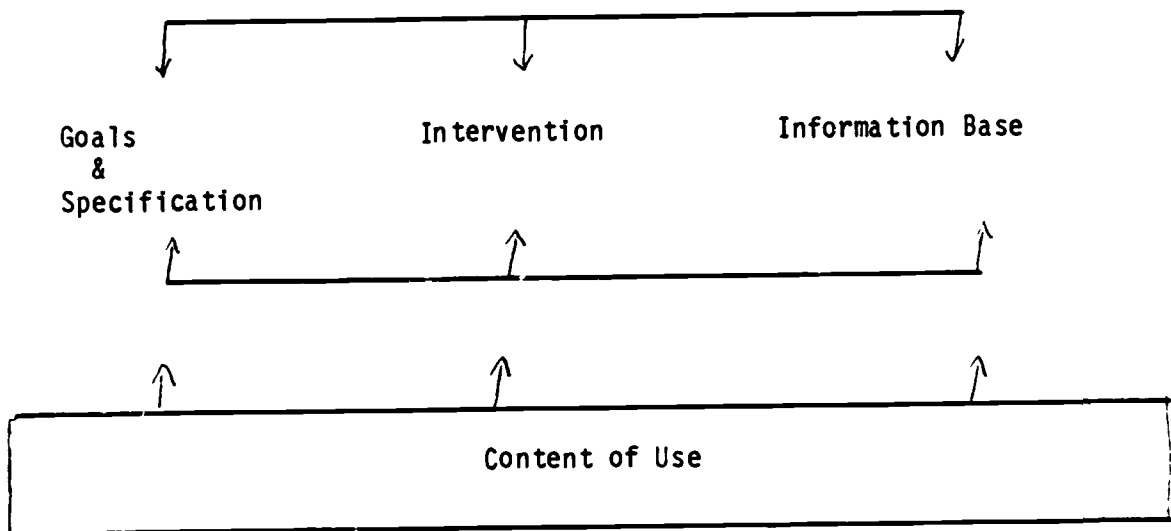 Goals
&
Specification
Intervention
Information Base
Content of Use